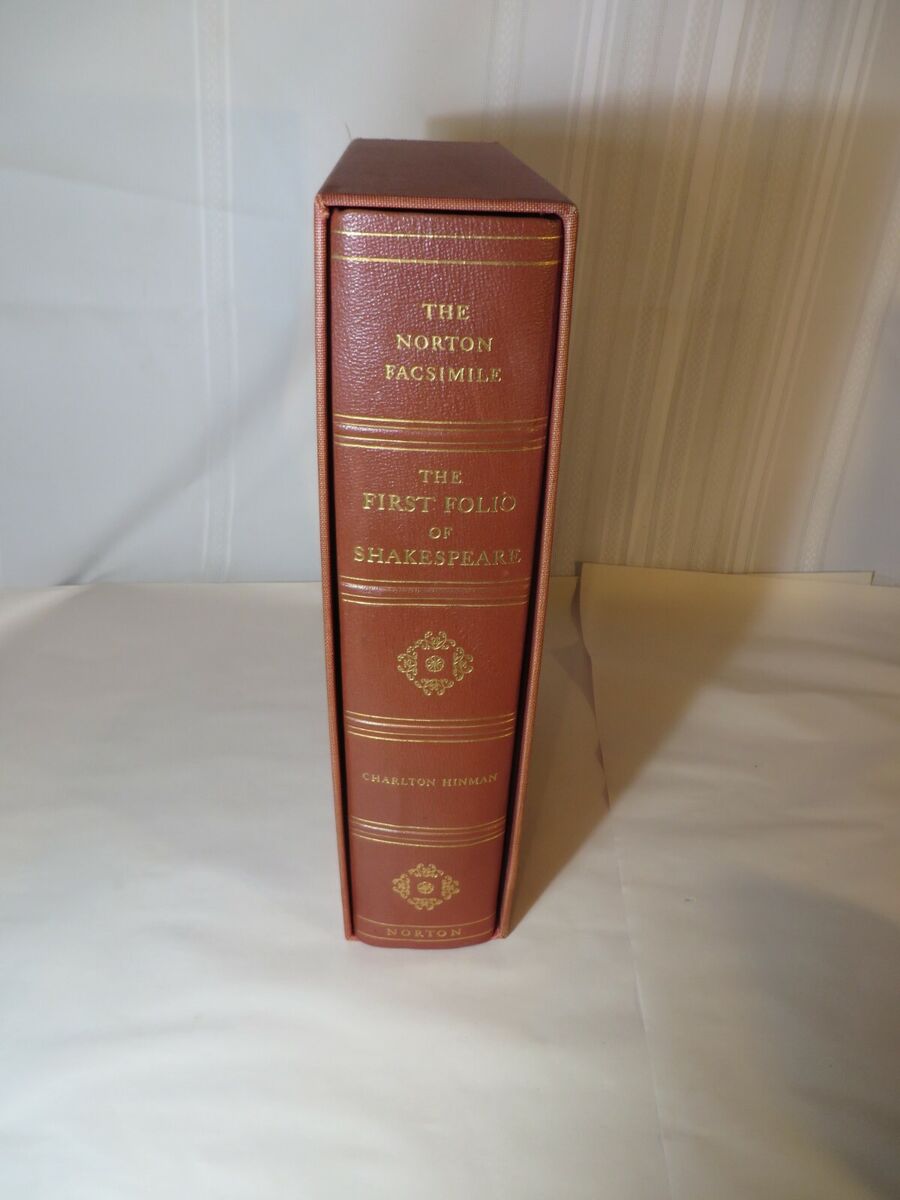 THE
NORTON
FACSIMILE
THE
FIRST FOLIO
OF
SHAKESPEARE
CHARLTON HINMAN
NORTON